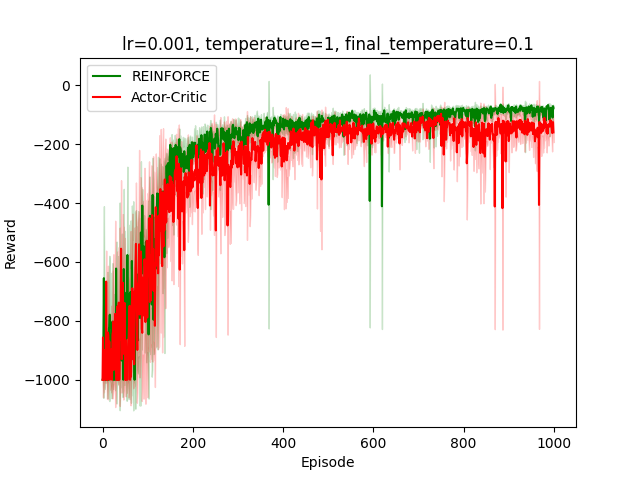 lr=0.001, temperature=1, final_temperature=0.1
REINFORCE
Actor-Critic
0
−200
−400
−600
−800
−1000
Reward
0
200
400
600
800
1000
Episode